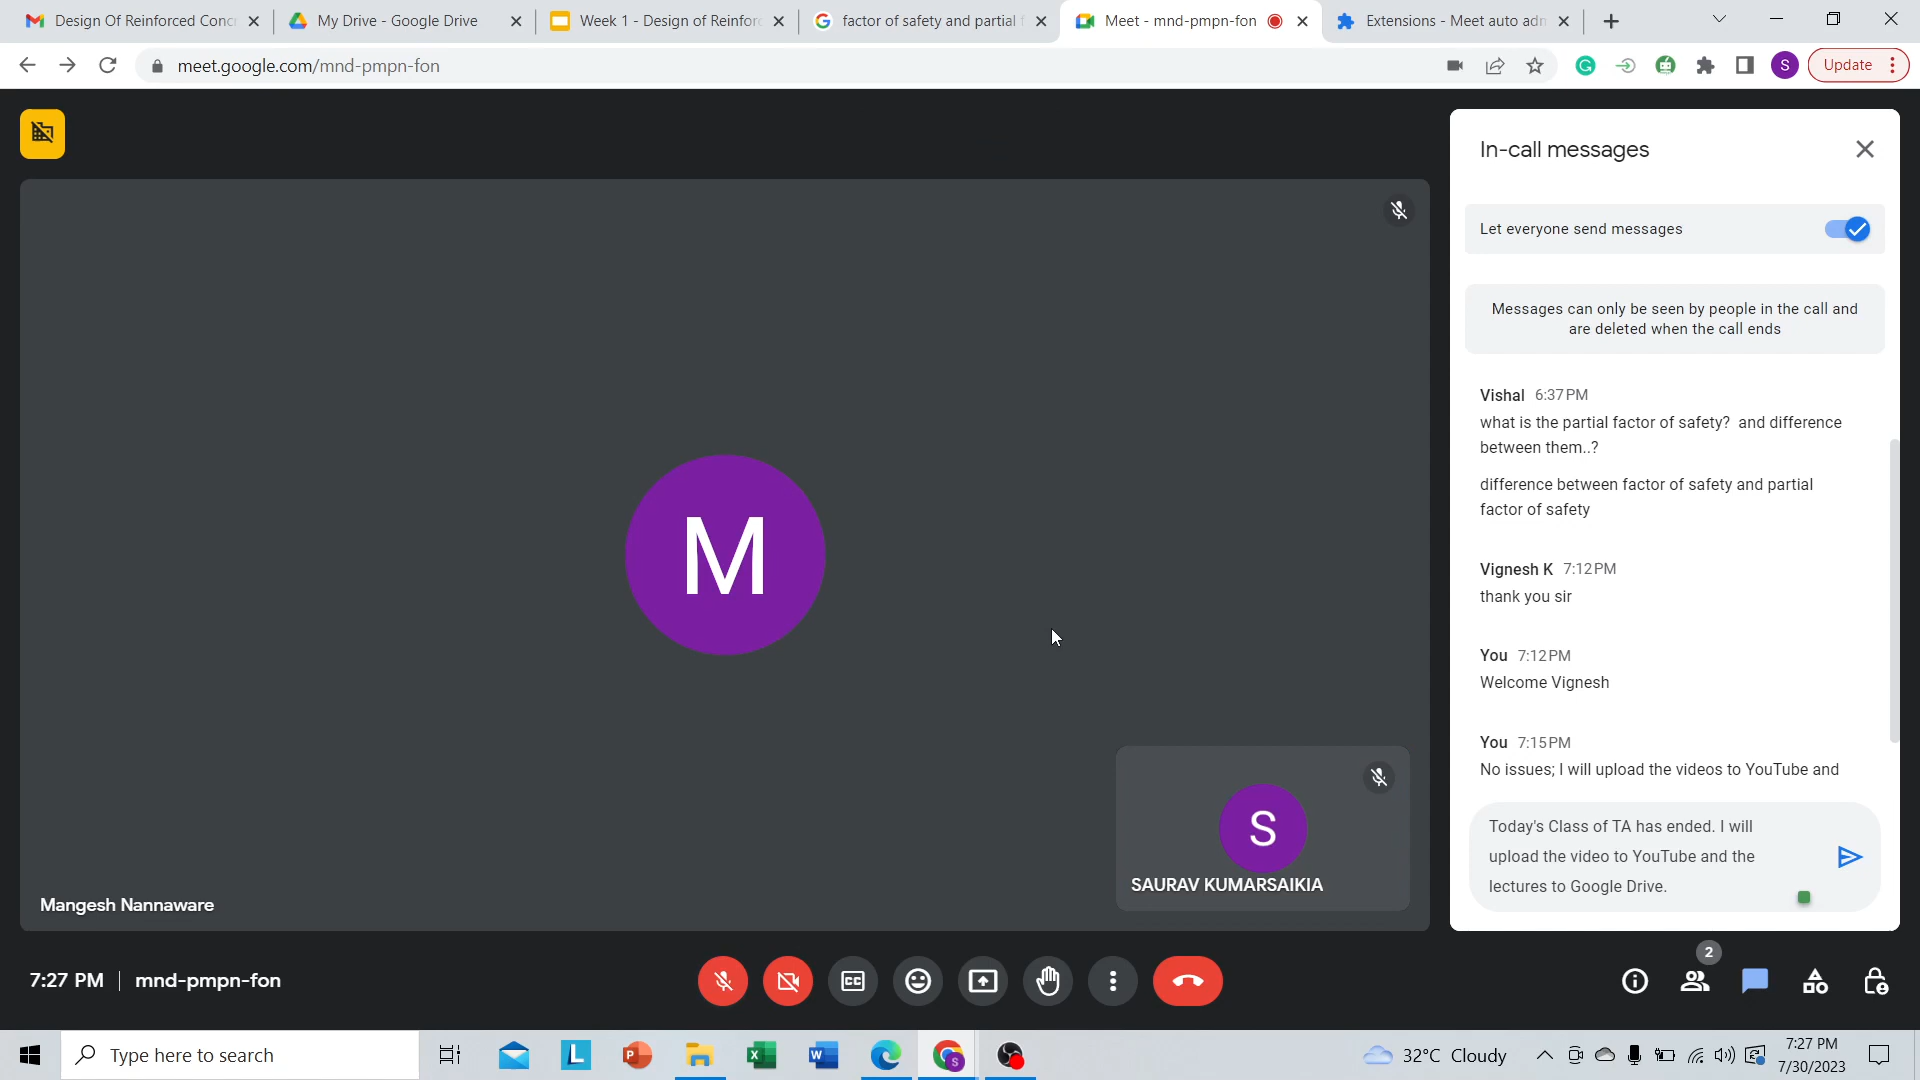 Design Of Reinforced Conc
My Drive - Google Drive
Week 1 - Design of Reinforc
factor of safety and partial f
Meet - mnd-pmpn-fon
Extensions - Meet auto adn
meet.google.com/mnd-pmpn-fon
S
Update
In-call messages
Let everyone send messages
Messages can only be seen by people in the call and
are deleted when the call ends
Vishal 6:37 PM
what is the partial factor of safety? and difference
between them..?
difference between factor of safety and partial
factor of safety
Vignesh K 7:12 PM
thank you sir
You 7:12 PM
Welcome Vignesh
You 7:15 PM
No issues; I will upload the videos to YouTube and
Today's Class of TA has ended. I will
upload the video to YouTube and the
lectures to Google Drive.
M
Mangesh Nannaware
S
SAURAV KUMARSAIKIA
7:27 PM | mnd-pmpn-fon
2
Type here to search
32°C Cloudy
7:27 PM
7/30/2023